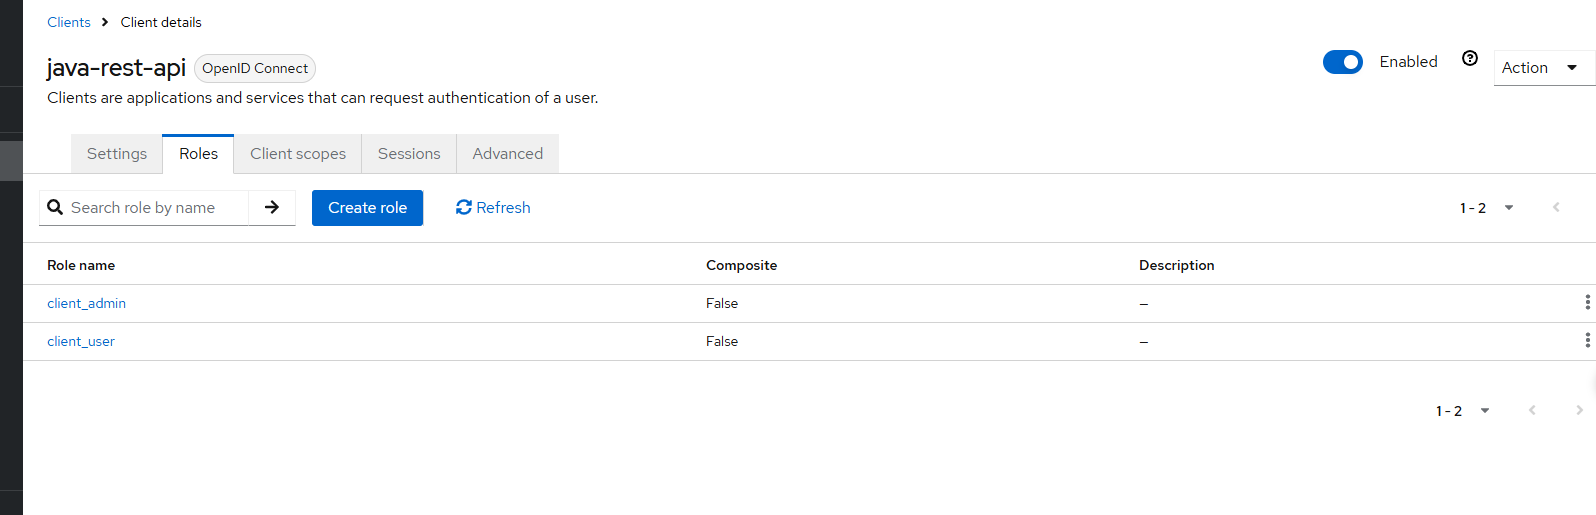 Clients Client details
java-rest-api OpenID Connect Enabled Action
Clients are applications and services that can request authentication of a user.
Settings Roles Client scopes Sessions Advanced
Search role by name Create role Refresh 1 - 2
Role name Composite Description
client_admin False –
client_user False –
1 - 2